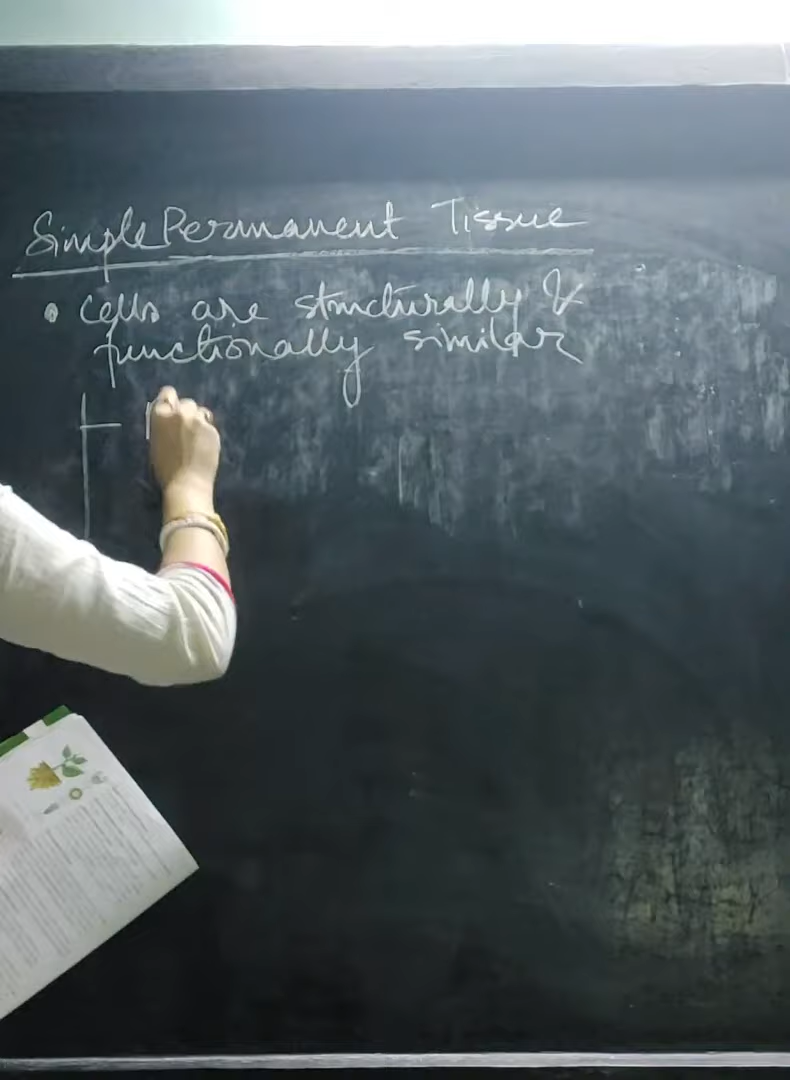 Simple Permanent Tissue
• Cells are structurally &
functionally similar